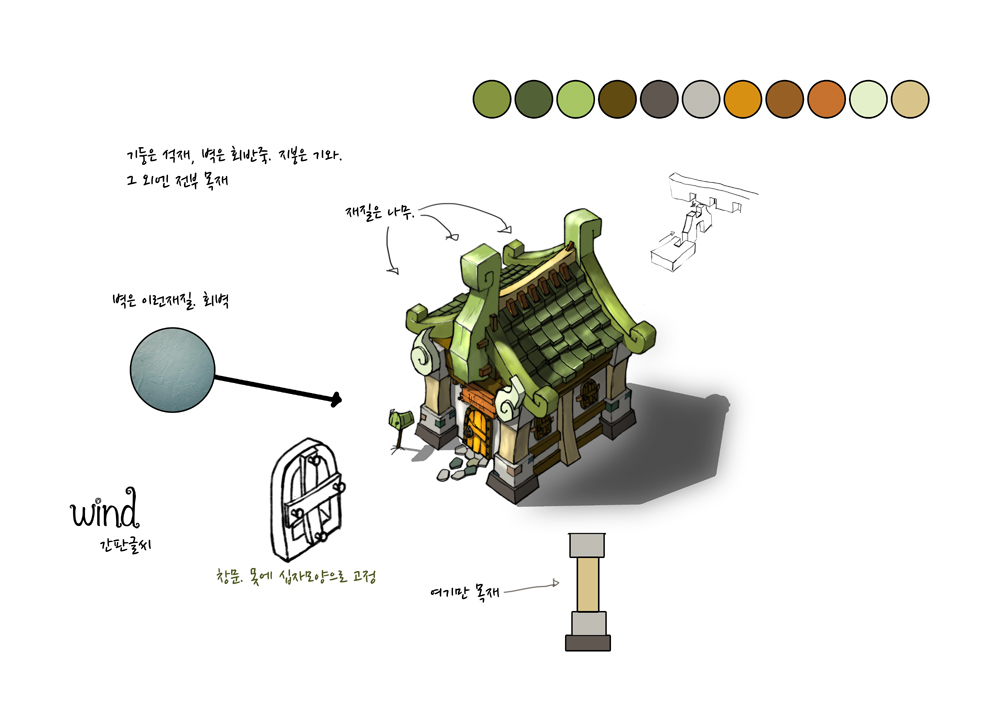 기둥은 석재, 벽은 회반죽. 지붕은 기와.
그 외엔 전부 목재
재질은 나무.
벽은 이런재질. 회벽
wind
간판글씨
창문. 못에 십자모양으로 고정
여기만 목재